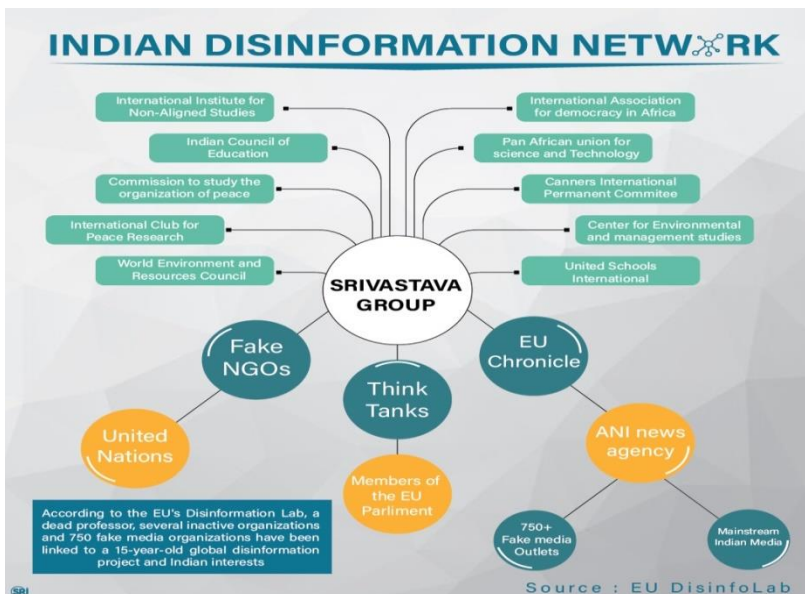 INDIAN DISINFORMATION NETWORK
International Institute for
Non-Aligned Studies
Indian Council of
Education
Commission to study the
organization of peace
International Club for
Peace Research
World Environment and
Resources Council
International Association
for democracy in Africa
Pan African union for
science and Technology
Canners International
Permanent Commitee
Center for Environmental
and management studies
United Schools
International
SRIVASTAVA
GROUP
Fake
NGOs
Think
Tanks
EU
Chronicle
United
Nations
Members of
the EU
Parliment
ANI news
agency
750+
Fake media
Outlets
Mainstream
Indian Media
According to the EU's Disinformation Lab, a
dead professor, several inactive organizations
and 750 fake media organizations have been
linked to a 15-year-old global disinformation
project and Indian interests
SRI
Source : EU DisinfoLab